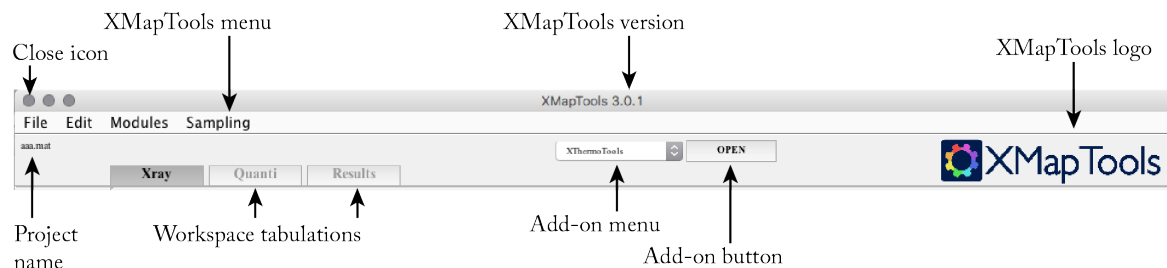 XMapTools menu
XMapTools version
XMapTools logo
Close icon
XMapTools 3.0.1
File Edit Modules Sampling
aaa.mat
XThermoTools
OPEN
XMapTools
Xray
Quanti
Results
Project
name
Workspace tabulations
Add-on menu
Add-on button